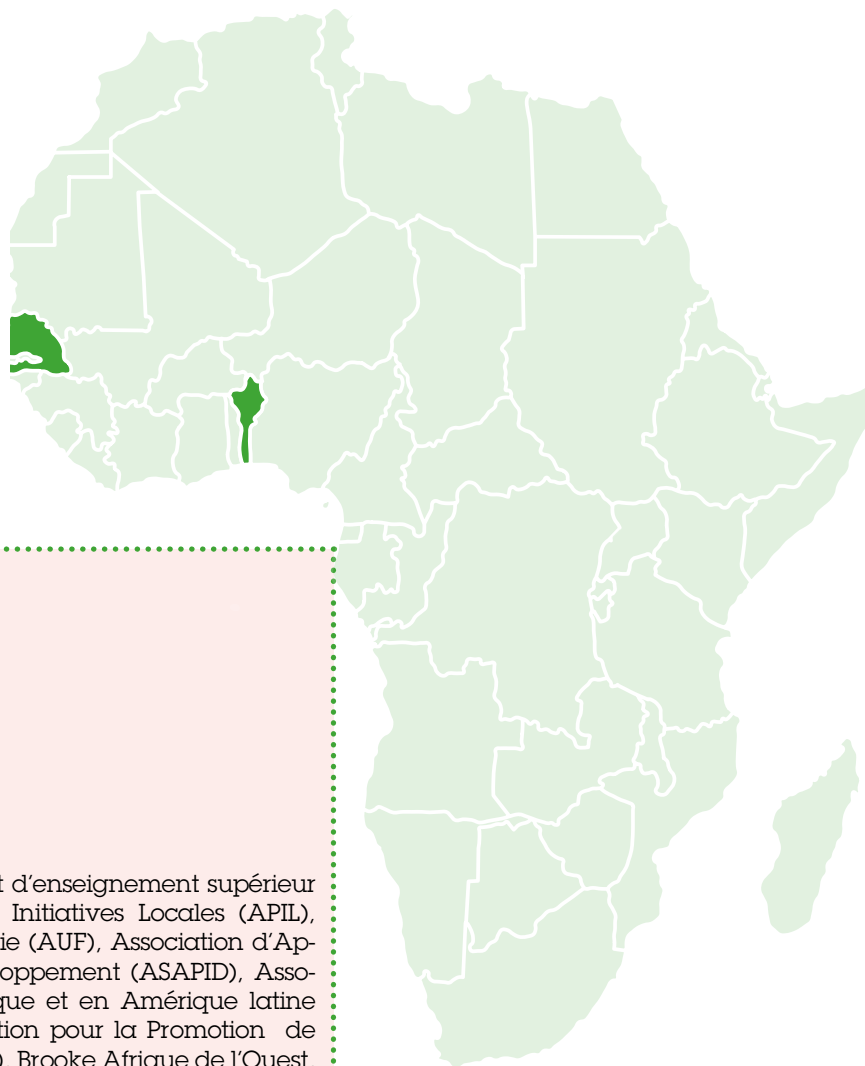 t d'enseignement supérieur
Initiatives Locales (APIL),
ie (AUF), Association d'Ap-
oppement (ASAPID), Asso-
que et en Amérique latine
tion pour la Promotion de
), Brooke Afrique de l'Ouest,